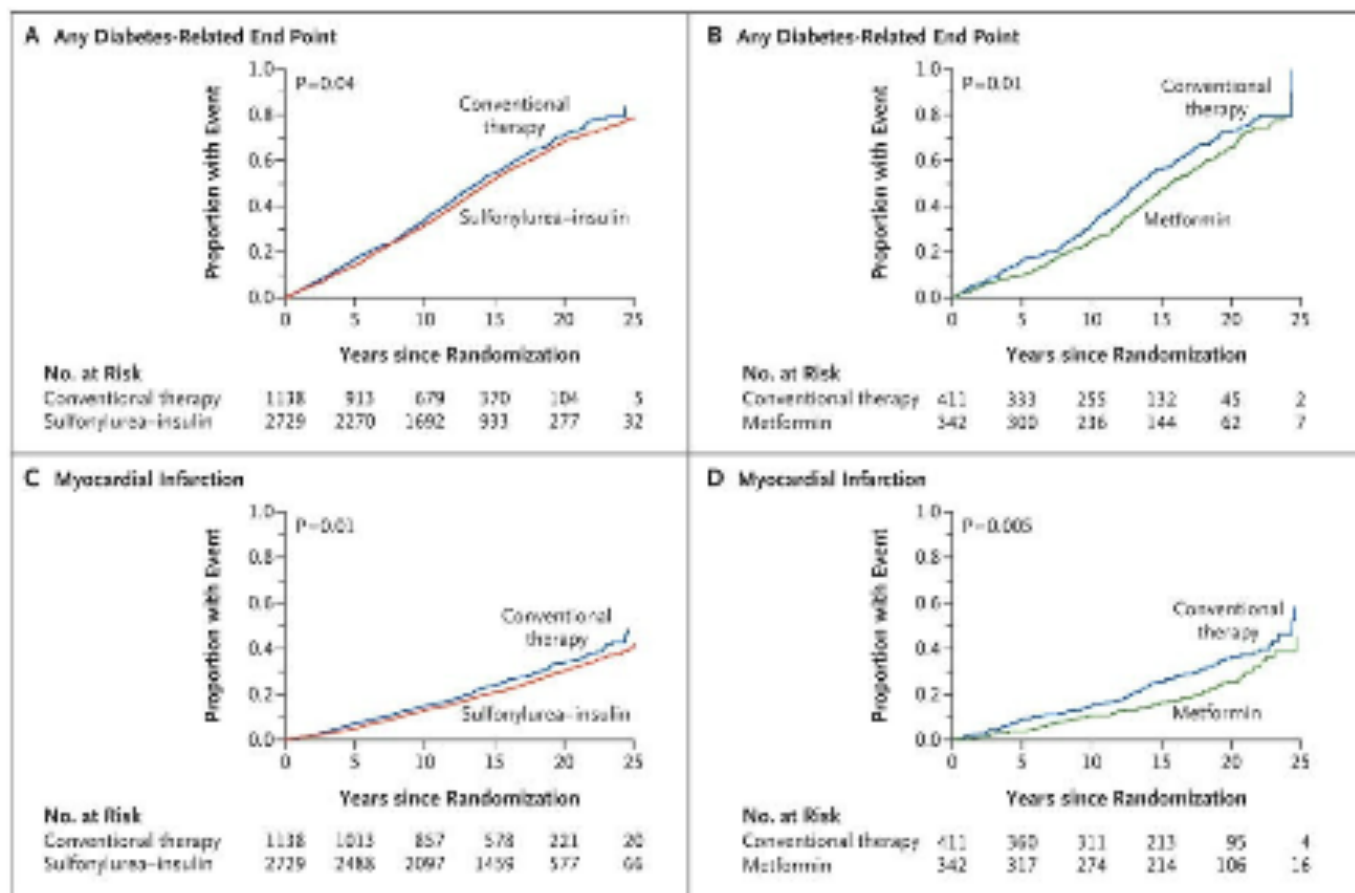 A Any Diabetes-Related End Point
Proportion with Event
1.0
0.8
0.6
0.4
0.2
0.0
P=0.04
Conventional
therapy
Sulfonylurea–insulin
0 5 10 15 20 25
Years since Randomization
No. at Risk
Conventional therapy 1138 913 679 370 104 5
Sulfonylurea–insulin 2729 2270 1692 933 277 32
B Any Diabetes-Related End Point
Proportion with Event
1.0
0.8
0.6
0.4
0.2
0.0
P=0.01
Conventional
therapy
Metformin
0 5 10 15 20 25
Years since Randomization
No. at Risk
Conventional therapy 411 333 255 132 45 2
Metformin 342 300 236 144 62 7
C Myocardial Infarction
Proportion with Event
1.0
0.8
0.6
0.4
0.2
0.0
P=0.01
Conventional
therapy
Sulfonylurea–insulin
0 5 10 15 20 25
Years since Randomization
No. at Risk
Conventional therapy 1138 1013 857 578 221 20
Sulfonylurea–insulin 2729 2488 2097 1459 577 66
D Myocardial Infarction
Proportion with Event
1.0
0.8
0.6
0.4
0.2
0.0
P=0.005
Conventional
therapy
Metformin
0 5 10 15 20 25
Years since Randomization
No. at Risk
Conventional therapy 411 360 311 213 95 4
Metformin 342 317 274 214 106 16